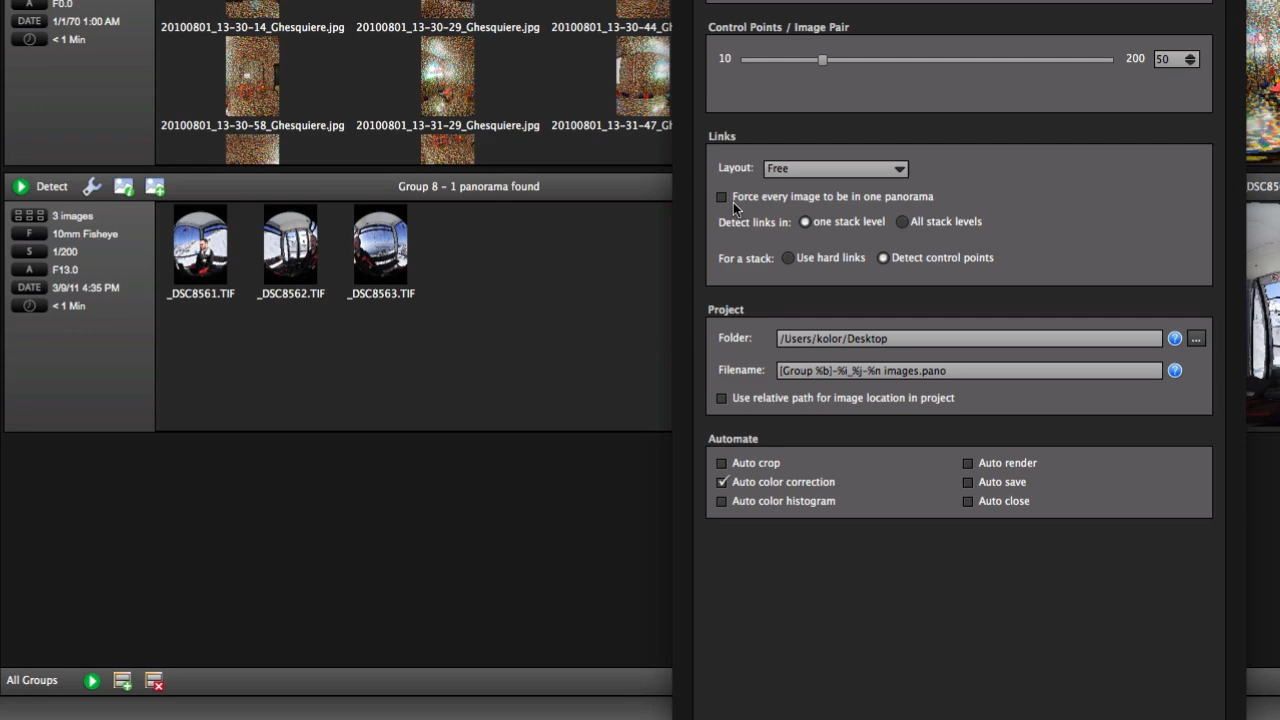 A F0.0
DATE 1/1/70 1:00 AM
< 1 Min
20100801_13-30-14_Ghesquiere.jpg 20100801_13-30-29_Ghesquiere.jpg 20100801_13-30-44_Gh
20100801_13-30-58_Ghesquiere.jpg 20100801_13-31-29_Ghesquiere.jpg 20100801_13-31-47_Gh
Detect Group 8 - 1 panorama found
3 images
F 10mm Fisheye
S 1/200
A F13.0
DATE 3/9/11 4:35 PM
< 1 Min
_DSC8561.TIF _DSC8562.TIF _DSC8563.TIF
All Groups
Control Points / Image Pair
10 200 50
Links
Layout: Free
Force every image to be in one panorama
Detect links in: one stack level All stack levels
For a stack: Use hard links Detect control points
Project
Folder: /Users/kolor/Desktop ? ...
Filename: [Group %b]-%i_%j-%n images.pano ?
Use relative path for image location in project
Automate
Auto crop Auto render
Auto color correction Auto save
Auto color histogram Auto close
_DSC85